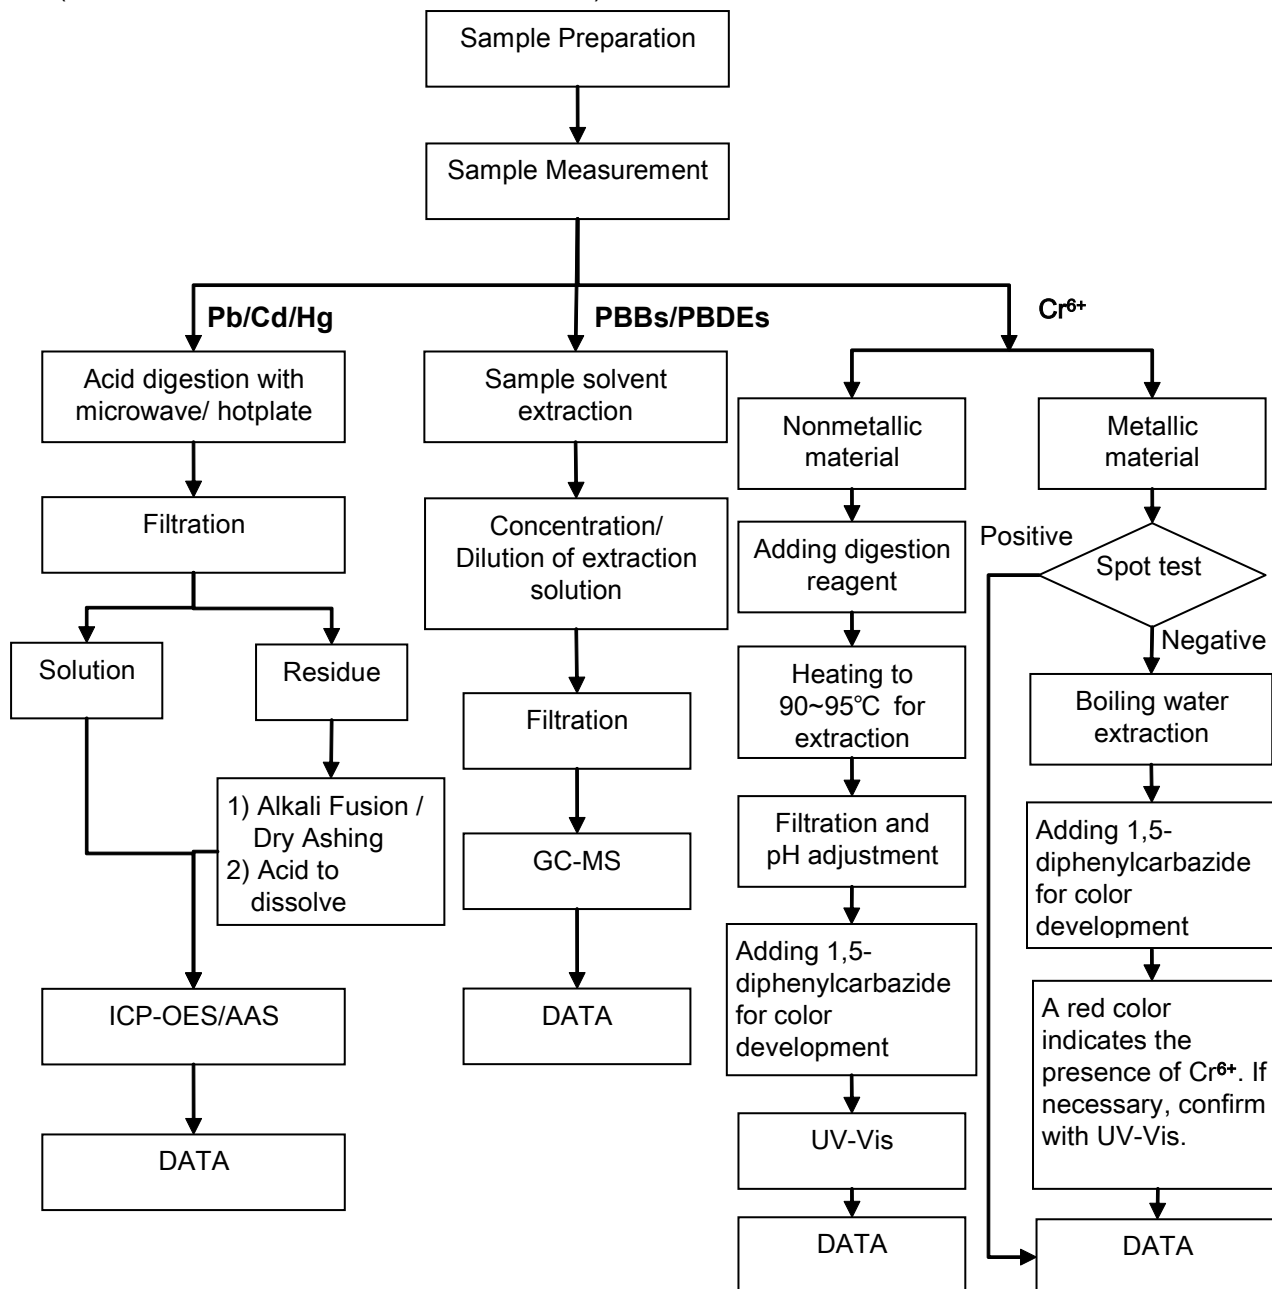 Sample Preparation
Sample Measurement
Pb/Cd/Hg
PBBs/PBDEs
Cr⁶⁺
Acid digestion with
microwave/ hotplate
Filtration
Solution
Residue
1) Alkali Fusion /
Dry Ashing
2) Acid to
dissolve
ICP-OES/AAS
DATA
Sample solvent
extraction
Concentration/
Dilution of extraction
solution
Filtration
GC-MS
DATA
Nonmetallic
material
Adding digestion
reagent
Heating to
90~95℃ for
extraction
Filtration and
pH adjustment
Adding 1,5-
diphenylcarbazide
for color
development
UV-Vis
DATA
Metallic
material
Positive
Spot test
Negative
Boiling water
extraction
Adding 1,5-
diphenylcarbazide
for color
development
A red color
indicates the
presence of Cr⁶⁺. If
necessary, confirm
with UV-Vis.
DATA